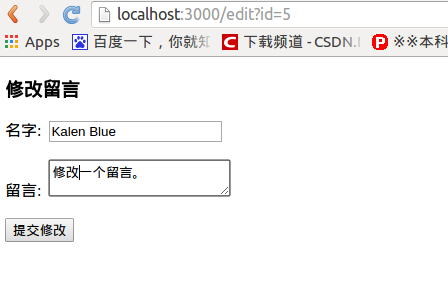 localhost:3000/edit?id=5
Apps 百度一下，你就知 下载频道 - CSDN. ※※本科
修改留言
名字: Kalen Blue
修改一个留言。
留言:
提交修改